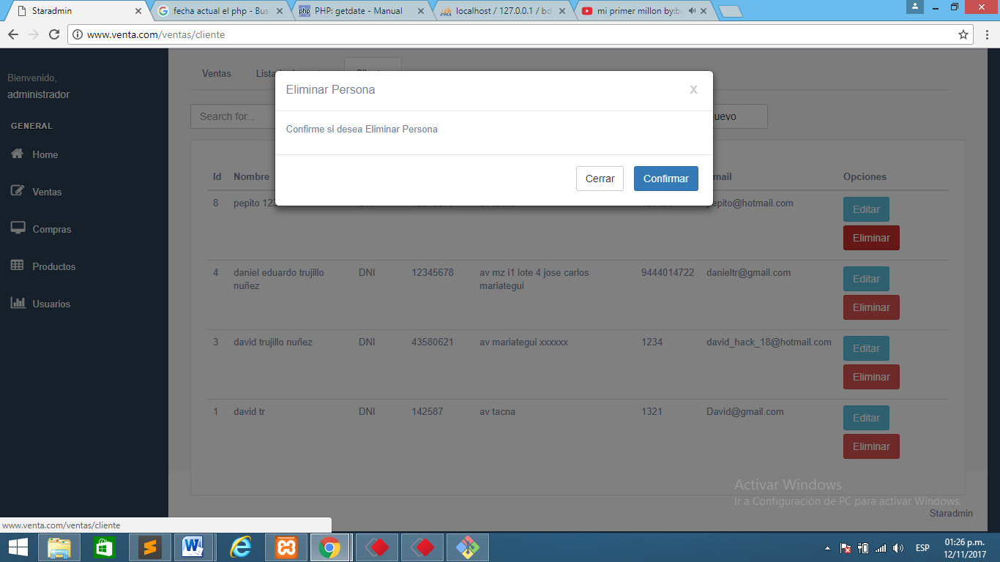 Staradmin
fecha actual el php - Bus
PHP: getdate - Manual
localhost / 127.0.0.1 / bd
mi primer millon by:b
www.venta.com/ventas/cliente
Bienvenido,
administrador
GENERAL
Home
Ventas
Compras
Productos
Usuarios
Ventas
Eliminar Persona
x
Confirme si desea Eliminar Persona
Cerrar
Confirmar
Search for...
uevo
Id Nombre mail Opciones
8 pepito 123 pepito@hotmail.com Editar
Eliminar
4 daniel eduardo trujillo DNI 12345678 av mz i1 lote 4 jose carlos 9444014722 danieltr@gmail.com Editar
nuñez mariategui
Eliminar
3 david trujillo nuñez DNI 43580621 av mariategui xxxxxx 1234 david_hack_18@hotmail.com Editar
Eliminar
1 david tr DNI 142587 av tacna 1321 David@gmail.com Editar
Eliminar
Activar Windows
Ir a Configuración de PC para activar Windows.
Staradmin
www.venta.com/ventas/cliente
ESP
01:26 p.m.
12/11/2017